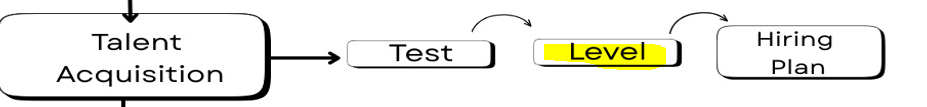 Talent
Acquisition
Test
Level
Hiring
Plan